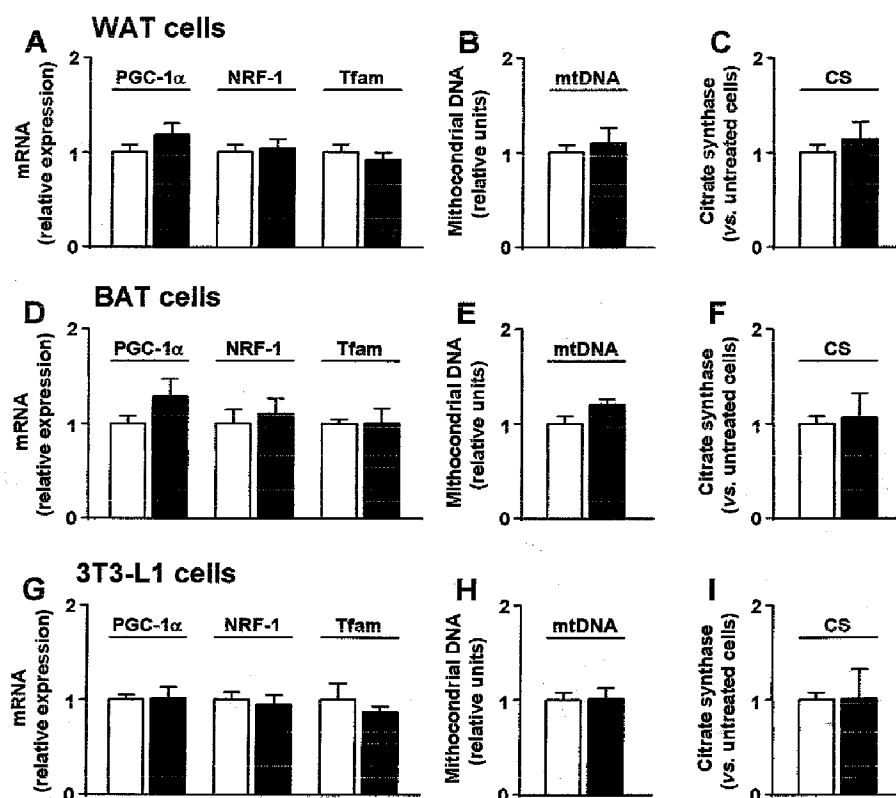 A WAT cells
PGC-1α NRF-1 Tfam
mRNA
(relative expression)
2
1
0
B
mtDNA
Mithocondrial DNA
(relative units)
2
1
0
C
CS
Citrate synthase
(vs. untreated cells)
2
1
0
BAT cells
D
PGC-1α NRF-1 Tfam
mRNA
(relative expression)
2
1
0
E
mtDNA
Mithocondrial DNA
(relative units)
2
1
0
F
CS
Citrate synthase
(vs. untreated cells)
2
1
0
3T3-L1 cells
G
PGC-1α NRF-1 Tfam
mRNA
(relative expression)
2
1
0
H
mtDNA
Mithocondrial DNA
(relative units)
2
1
0
I
CS
Citrate synthase
(vs. untreated cells)
2
1
0